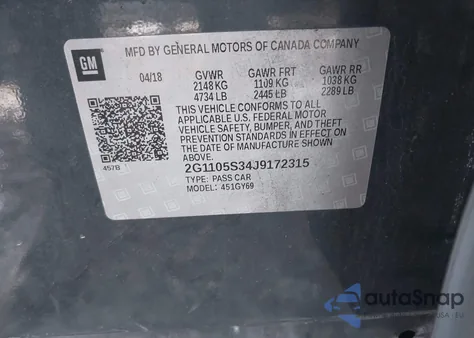 MFD BY GENERAL MOTORS OF CANADA COMPANY
GM
04/18 GVWR GAWR FRT GAWR RR
2148 KG 1109 KG 1038 KG
4734 LB 2445 LB 2289 LB
THIS VEHICLE CONFORMS TO ALL
APPLICABLE U.S. FEDERAL MOTOR
VEHICLE SAFETY, BUMPER, AND THEFT
PREVENTION STANDARDS IN EFFECT ON
THE DATE OF MANUFACTURE SHOWN
ABOVE.
457B
2G1105S34J9172315
TYPE: PASS CAR
MODEL: 451GY69
autoSnap